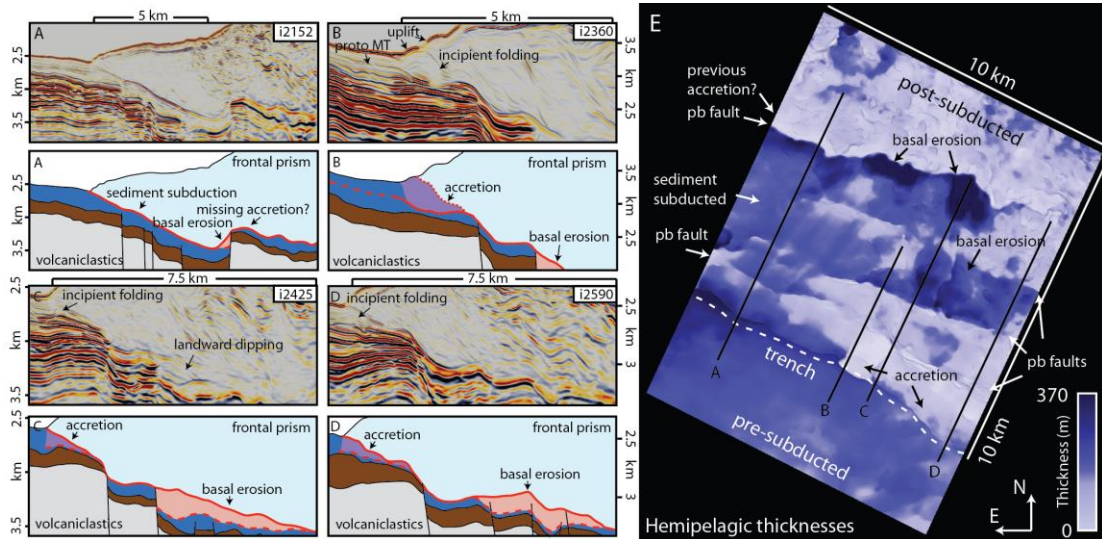 5 km
A
i2152
2.5
km
3.5
5 km
B
i2360
uplift
proto MT
incipient folding
3.5
km
2.5
A
frontal prism
sediment subduction
missing accretion?
basal erosion
volcaniclastics
2.5
km
3.5
B
frontal prism
accretion
basal erosion
volcaniclastics
3.5
km
2.5
7.5 km
C
i2425
incipient folding
landward dipping
2.5
km
3.5
7.5 km
D
i2590
incipient folding
2.5
km
3
C
frontal prism
accretion
basal erosion
volcaniclastics
2.5
km
3.5
D
frontal prism
accretion
basal erosion
volcaniclastics
2.5
km
3
E
10 km
previous
accretion?
pb fault
post-subducted
basal erosion
sediment
subducted
basal erosion
pb fault
trench
accretion
pb faults
A
B
C
D
pre-subducted
10 km
370
Thickness (m)
0
N
E
Hemipelagic thicknesses